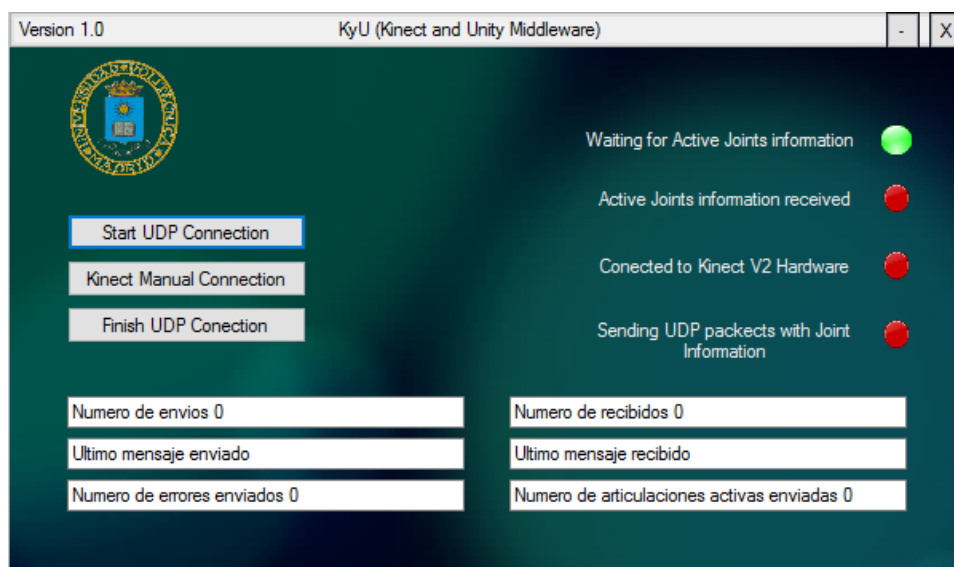 Version 1.0
KyU (Kinect and Unity Middleware)
-
X
UNIVERSIDAD POLITECNICA
MADRID
Waiting for Active Joints information
Active Joints information received
Start UDP Connection
Kinect Manual Connection
Conected to Kinect V2 Hardware
Finish UDP Conection
Sending UDP packects with Joint
Information
Numero de envios 0
Numero de recibidos 0
Ultimo mensaje enviado
Ultimo mensaje recibido
Numero de errores enviados 0
Numero de articulaciones activas enviadas 0